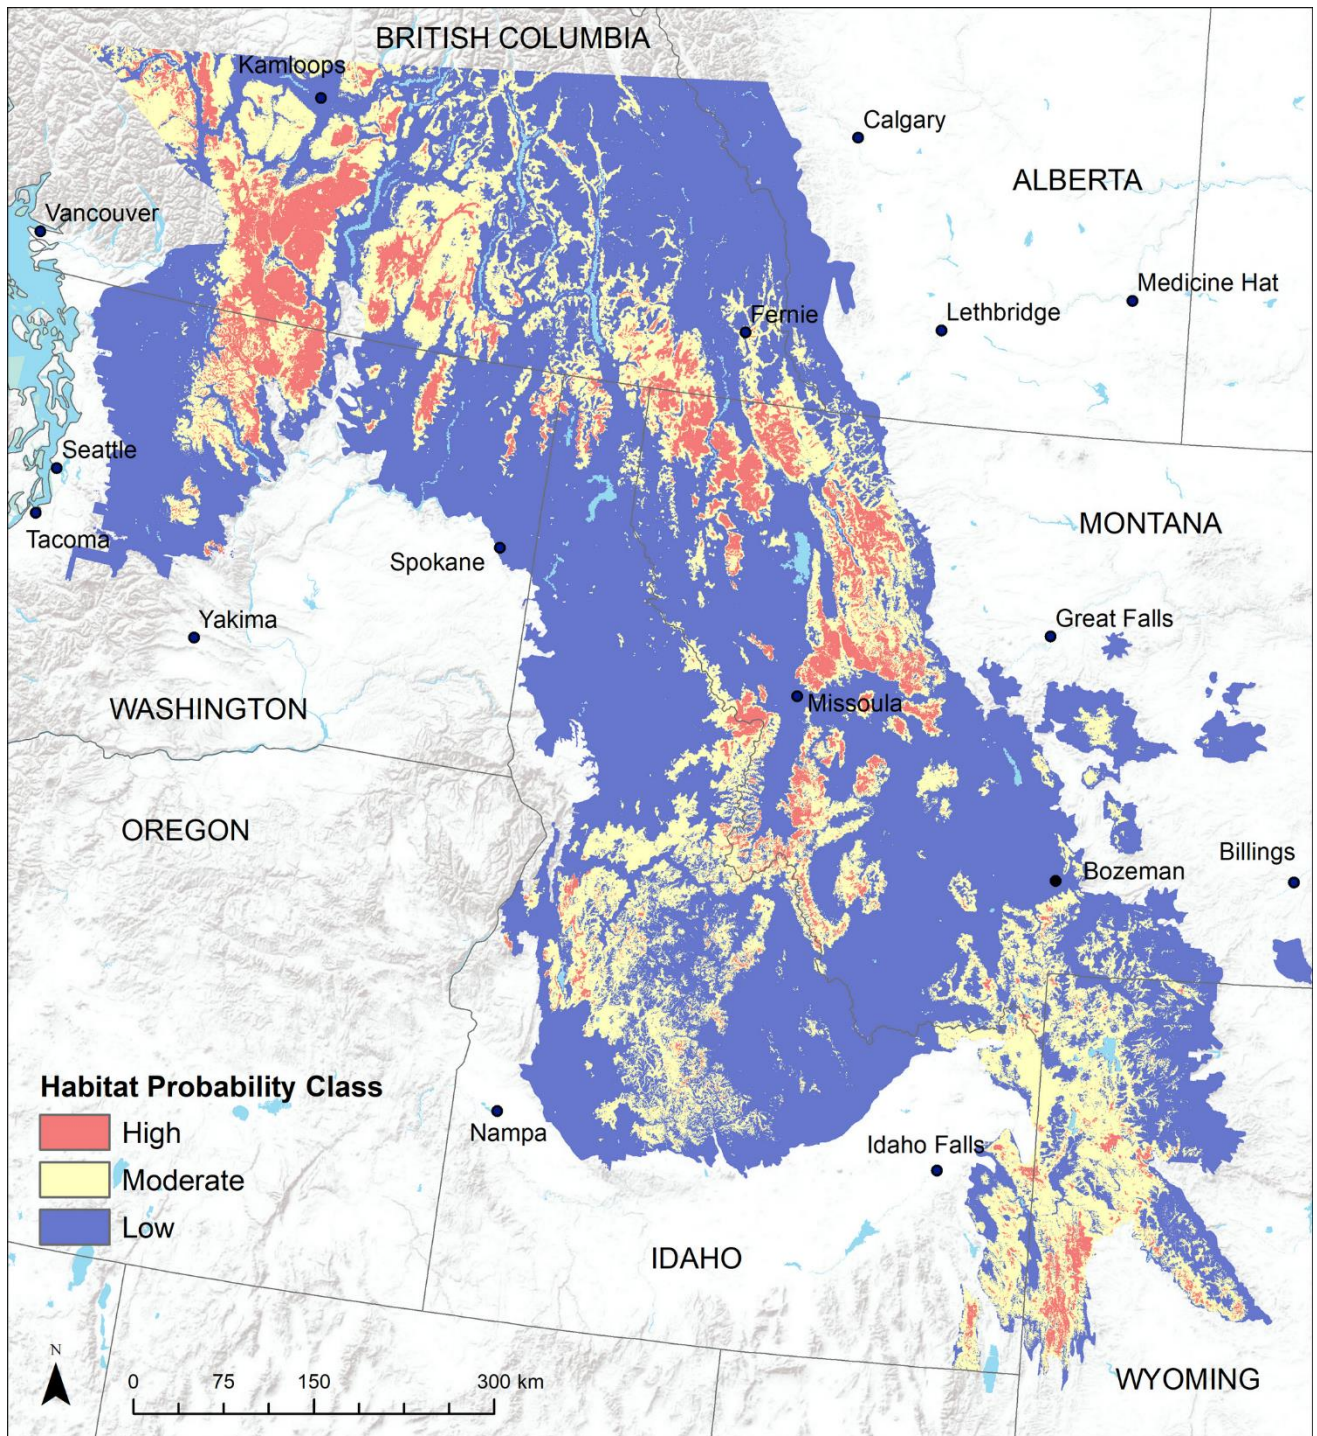 BRITISH COLUMBIA
Kamloops
Calgary
ALBERTA
Vancouver
Medicine Hat
Fernie
Lethbridge
Seattle
Tacoma
MONTANA
Spokane
Yakima
Great Falls
Missoula
WASHINGTON
OREGON
Billings
Bozeman
Habitat Probability Class
High
Moderate
Low
Nampa
Idaho Falls
IDAHO
WYOMING
N
0 75 150 300 km